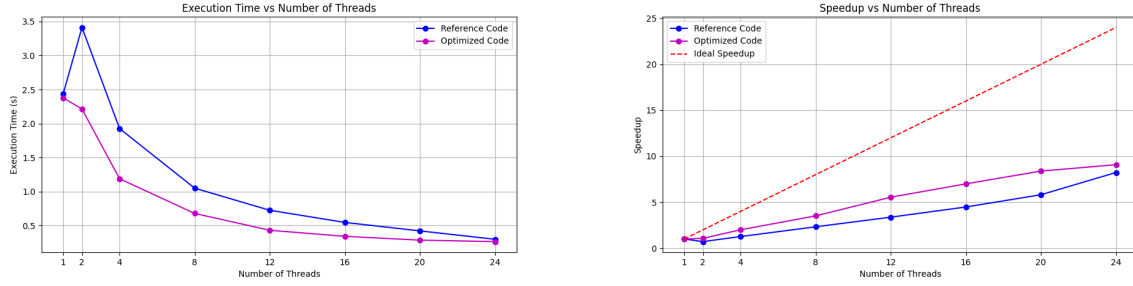 Execution Time vs Number of Threads
Reference Code
Optimized Code
3.5
3.0
2.5
2.0
1.5
1.0
0.5
Execution Time (s)
1 2 4 8 12 16 20 24
Number of Threads
Speedup vs Number of Threads
Reference Code
Optimized Code
Ideal Speedup
25
20
15
10
5
0
Speedup
1 2 4 8 12 16 20 24
Number of Threads